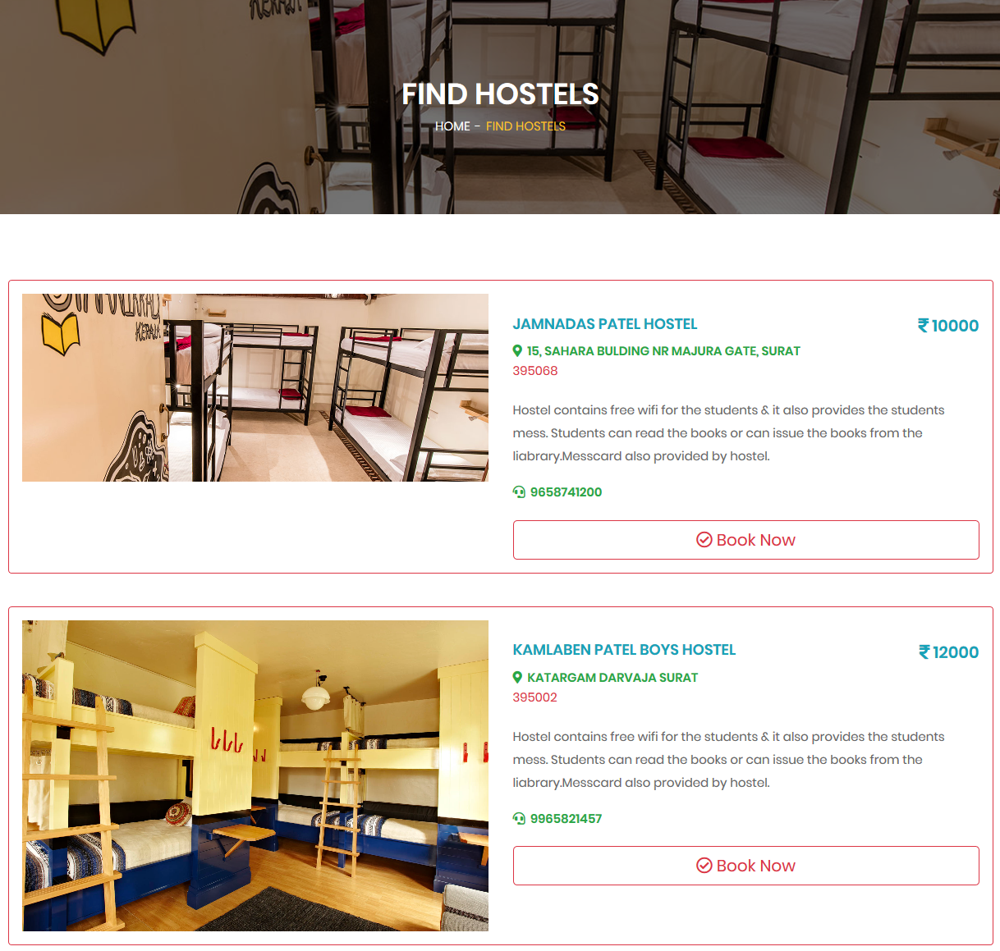 KERALA
FIND HOSTELS
HOME - FIND HOSTELS
KERALA
JAMNADAS PATEL HOSTEL
₹ 10000
15, SAHARA BULDING NR MAJURA GATE, SURAT
395068
Hostel contains free wifi for the students & it also provides the students
mess. Students can read the books or can issue the books from the
liabrary.Messcard also provided by hostel.
9658741200
Book Now
KAMLABEN PATEL BOYS HOSTEL
₹ 12000
KATARGAM DARVAJA SURAT
395002
Hostel contains free wifi for the students & it also provides the students
mess. Students can read the books or can issue the books from the
liabrary.Messcard also provided by hostel.
9965821457
Book Now